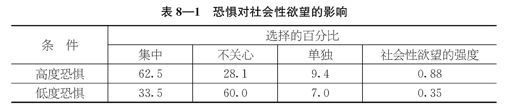 表 8—1 恐惧对社会性欲望的影响
条 件 选择的百分比
集中 不关心 单独 社会性欲望的强度
高度恐惧 62.5 28.1 9.4 0.88
低度恐惧 33.5 60.0 7.0 0.35